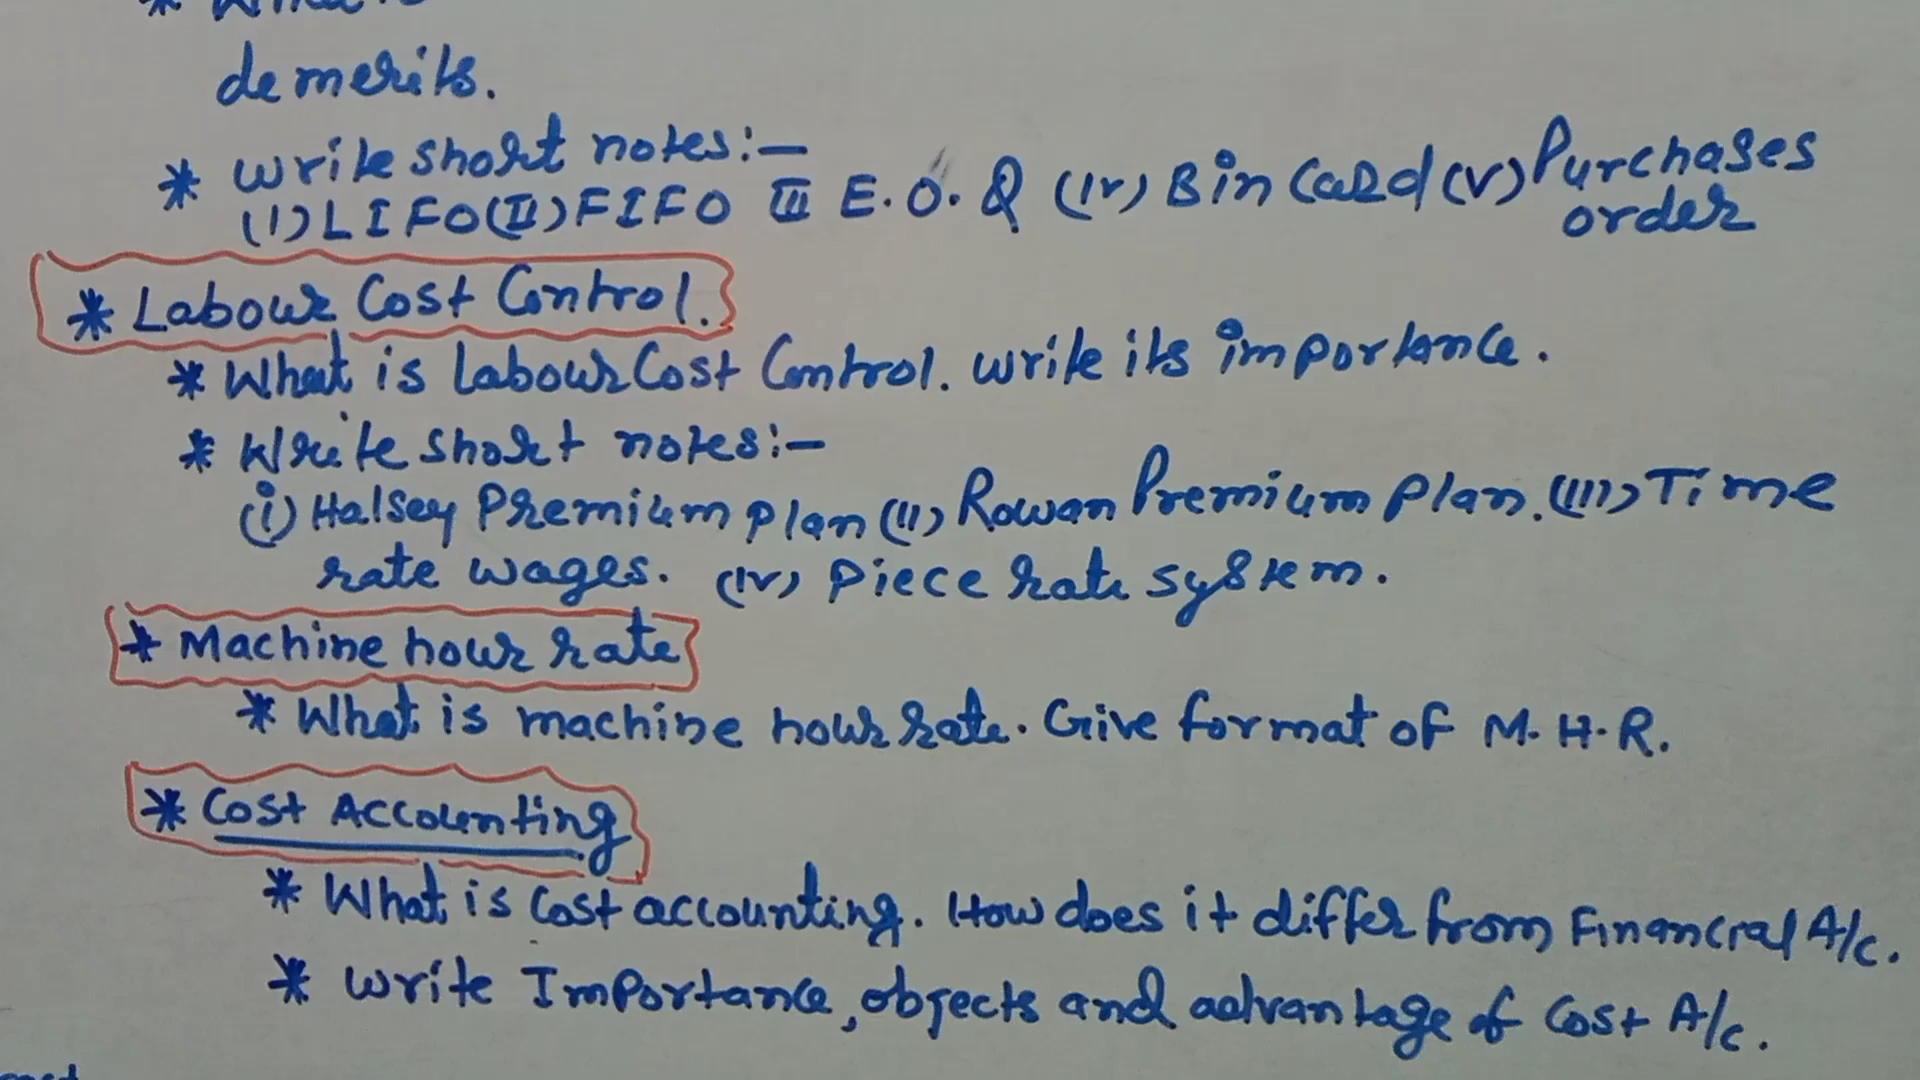 demerits.
* Write short notes:-
(I) LIFO (II) FIFO III E.O.Q (IV) Bin Card (V) Purchases order
* Labour Cost Control.
* What is Labour Cost Control. write its importance.
* Write short notes:-
(i) Halsey Premium Plan (II) Rowan Premium Plan. (III) Time
rate wages. (IV) Piece rate system.
* Machine hour rate
* What is machine hour rate. Give format of M.H.R.
* Cost Accounting
* What is Cost accounting. How does it differ from Financial A/c.
* Write Importance, objects and advantage of Cost A/c.